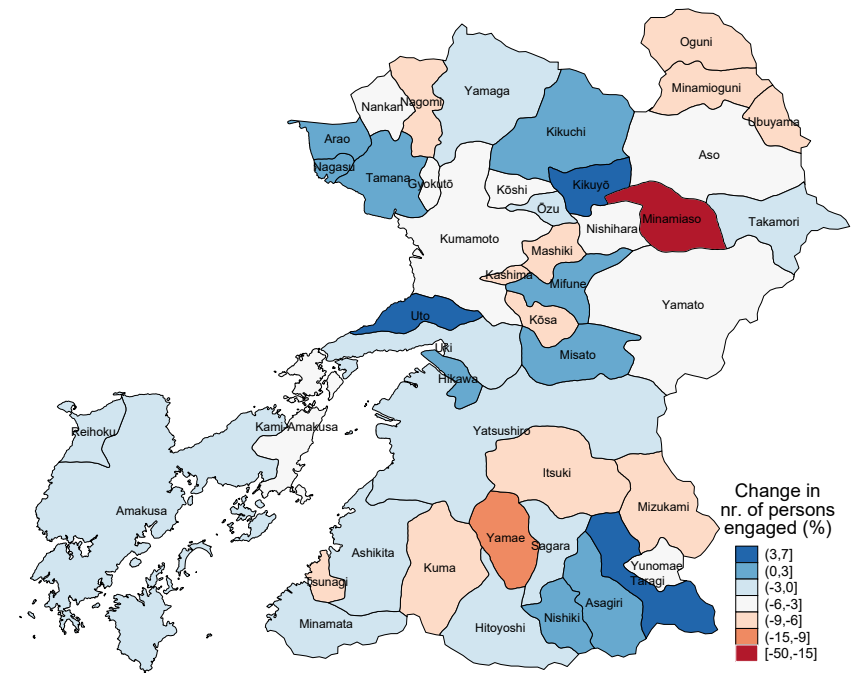 Oguni
Minamioguni
Ubuyama
Yamaga
Nagomi
Nankan
Kikuchi
Arao
Aso
Nagasu
Tamana
Gyokutō
Kōshi
Kikuyō
Ōzu
Minamiaso
Takamori
Nishihara
Kumamoto
Mashiki
Kashima
Mifune
Yamato
Uto
Kōsa
Uki
Misato
Hikawa
Kami-Amakusa
Reihoku
Yatsushiro
Itsuki
Mizukami
Amakusa
Yamae
Sagara
Ashikita
Kuma
Yunomae
Taragi
Tsunagi
Asagiri
Nishiki
Minamata
Hitoyoshi
Change in
nr. of persons
engaged (%)
(3,7]
(0,3]
(-3,0]
(-6,-3]
(-9,-6]
(-15,-9]
[-50,-15]